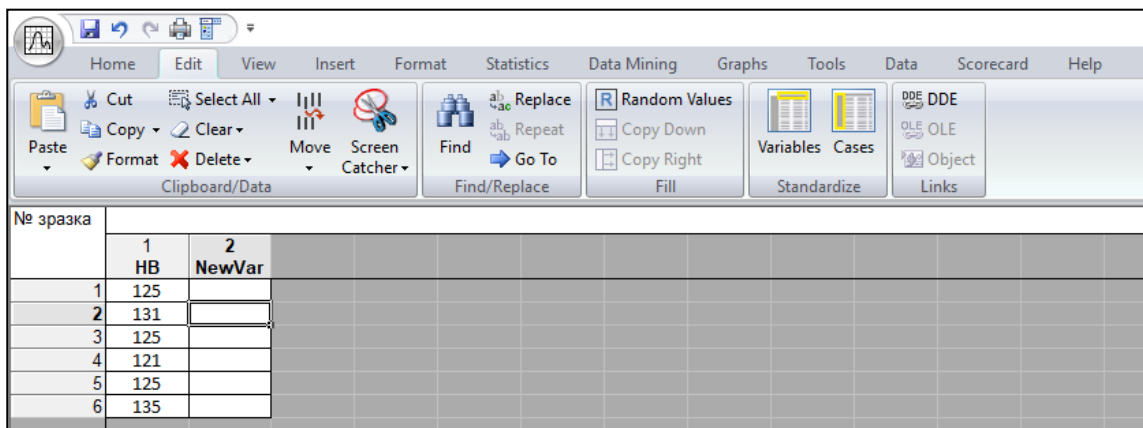 Home Edit View Insert Format Statistics Data Mining Graphs Tools Data Scorecard Help
Paste
Cut
Copy
Format
Select All
Clear
Delete
Move
Screen Catcher
Clipboard/Data
Find
Replace
Repeat
Go To
Find/Replace
R Random Values
Copy Down
Copy Right
Fill
Variables
Cases
Standardize
DDE DDE
OLE OLE
Object
Links
№ зразка
1 2
HB NewVar
1 125
2 131
3 125
4 121
5 125
6 135